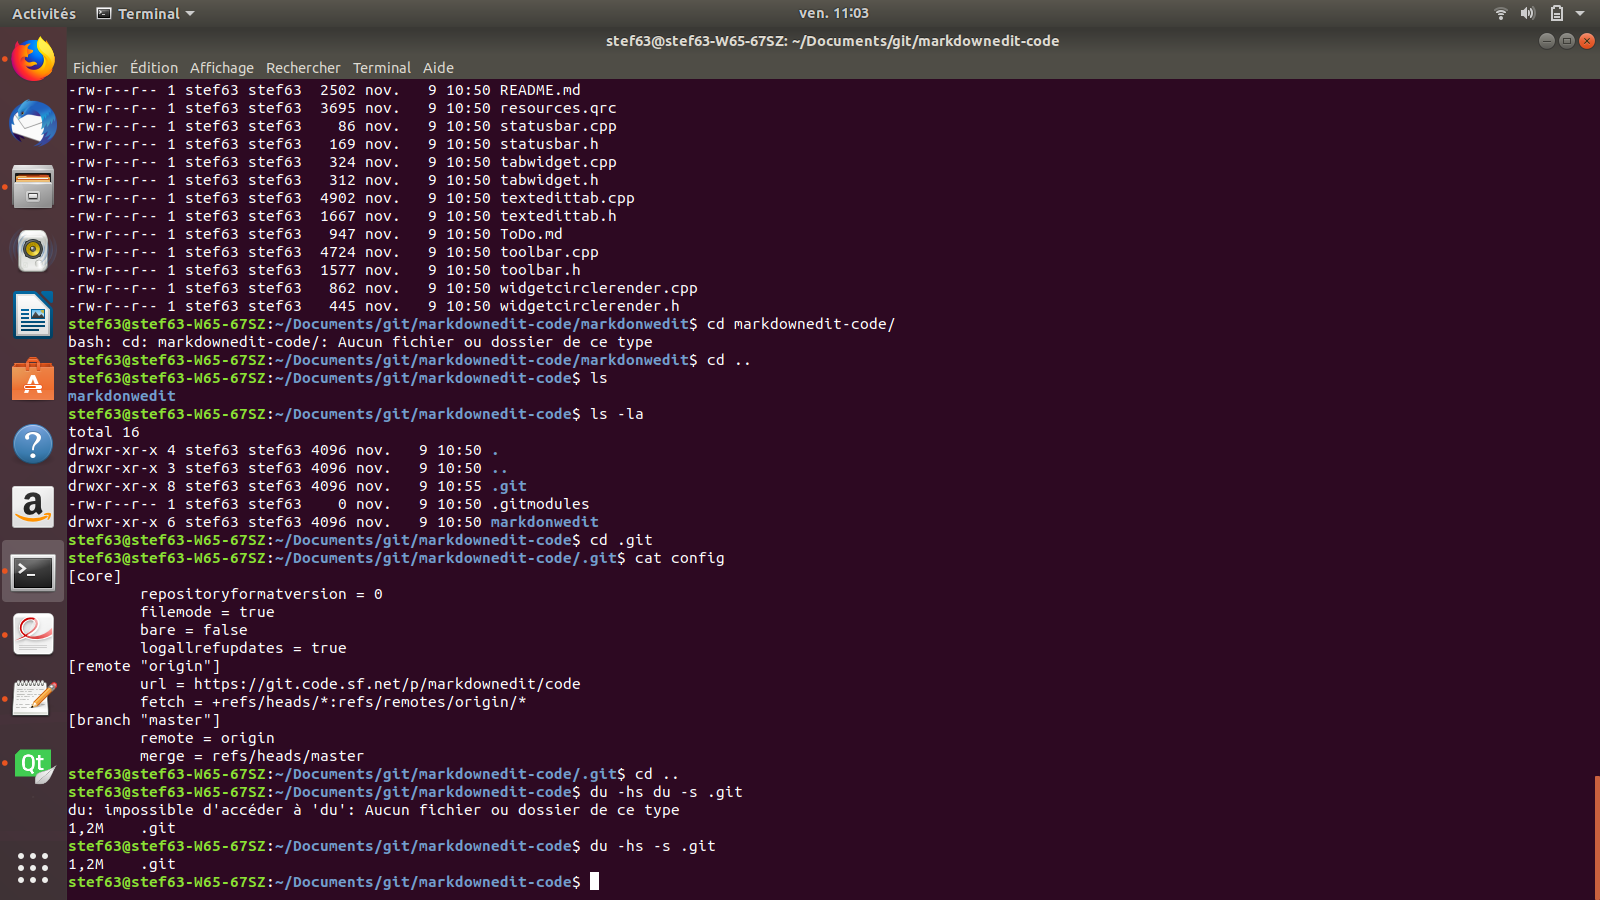 Activités Terminal ven. 11:03
stef63@stef63-W65-67SZ: ~/Documents/git/markdownedit-code
Fichier Édition Affichage Rechercher Terminal Aide
-rw-r--r-- 1 stef63 stef63  2502 nov.   9 10:50 README.md
-rw-r--r-- 1 stef63 stef63  3695 nov.   9 10:50 resources.qrc
-rw-r--r-- 1 stef63 stef63    86 nov.   9 10:50 statusbar.cpp
-rw-r--r-- 1 stef63 stef63   169 nov.   9 10:50 statusbar.h
-rw-r--r-- 1 stef63 stef63   324 nov.   9 10:50 tabwidget.cpp
-rw-r--r-- 1 stef63 stef63   312 nov.   9 10:50 tabwidget.h
-rw-r--r-- 1 stef63 stef63  4902 nov.   9 10:50 textedittab.cpp
-rw-r--r-- 1 stef63 stef63  1667 nov.   9 10:50 textedittab.h
-rw-r--r-- 1 stef63 stef63   947 nov.   9 10:50 ToDo.md
-rw-r--r-- 1 stef63 stef63  4724 nov.   9 10:50 toolbar.cpp
-rw-r--r-- 1 stef63 stef63  1577 nov.   9 10:50 toolbar.h
-rw-r--r-- 1 stef63 stef63   862 nov.   9 10:50 widgetcirclerender.cpp
-rw-r--r-- 1 stef63 stef63   445 nov.   9 10:50 widgetcirclerender.h
stef63@stef63-W65-67SZ:~/Documents/git/markdownedit-code/markdonwedit$ cd markdownedit-code/
bash: cd: markdownedit-code/: Aucun fichier ou dossier de ce type
stef63@stef63-W65-67SZ:~/Documents/git/markdownedit-code/markdonwedit$ cd ..
stef63@stef63-W65-67SZ:~/Documents/git/markdownedit-code$ ls
markdonwedit
stef63@stef63-W65-67SZ:~/Documents/git/markdownedit-code$ ls -la
total 16
drwxr-xr-x 4 stef63 stef63 4096 nov.   9 10:50 .
drwxr-xr-x 3 stef63 stef63 4096 nov.   9 10:50 ..
drwxr-xr-x 8 stef63 stef63 4096 nov.   9 10:55 .git
-rw-r--r-- 1 stef63 stef63    0 nov.   9 10:50 .gitmodules
drwxr-xr-x 6 stef63 stef63 4096 nov.   9 10:50 markdonwedit
stef63@stef63-W65-67SZ:~/Documents/git/markdownedit-code$ cd .git
stef63@stef63-W65-67SZ:~/Documents/git/markdownedit-code/.git$ cat config
[core]
repositoryformatversion = 0
filemode = true
bare = false
logallrefupdates = true
[remote "origin"]
url = https://git.code.sf.net/p/markdownedit/code
fetch = +refs/heads/*:refs/remotes/origin/*
[branch "master"]
remote = origin
merge = refs/heads/master
stef63@stef63-W65-67SZ:~/Documents/git/markdownedit-code/.git$ cd ..
stef63@stef63-W65-67SZ:~/Documents/git/markdownedit-code$ du -hs du -s .git
du: impossible d'accéder à 'du': Aucun fichier ou dossier de ce type
1,2M    .git
stef63@stef63-W65-67SZ:~/Documents/git/markdownedit-code$ du -hs -s .git
1,2M    .git
stef63@stef63-W65-67SZ:~/Documents/git/markdownedit-code$